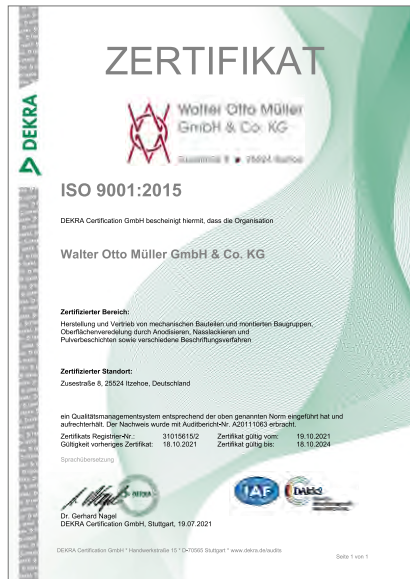 ZERTIFIKAT
DEKRA
Walter Otto Müller
GmbH & Co. KG
ISO 9001:2015
DEKRA Certification GmbH bescheinigt hiermit, dass die Organisation
Walter Otto Müller GmbH & Co. KG
Zertifizierter Bereich:
Herstellung und Vertrieb von mechanischen Bauteilen und montierten Baugruppen,
Oberflächenveredelung durch Anodisieren, Nasslackieren und
Pulverbeschichten sowie verschiedene Beschriftungsverfahren
Zertifizierter Standort:
Zusestraße 8, 25524 Itzehoe, Deutschland
ein Qualitätsmanagementsystem entsprechend der oben genannten Norm eingeführt hat und
aufrechterhält. Der Nachweis wurde mit Auditbericht-Nr. A20111063 erbracht.
Zertifikats Registrier-Nr.: 31015615/2 Zertifikat gültig vom: 19.10.2021
Gültigkeit vorheriges Zertifikat: 18.10.2021 Zertifikat gültig bis: 18.10.2024
Sprachübersetzung
DEKRA
IAF
DAkkS
Dr. Gerhard Nagel
DEKRA Certification GmbH, Stuttgart, 19.07.2021
DEKRA Certification GmbH * Handwerkstraße 15 * D-70565 Stuttgart * www.dekra.de/audits
Seite 1 von 1